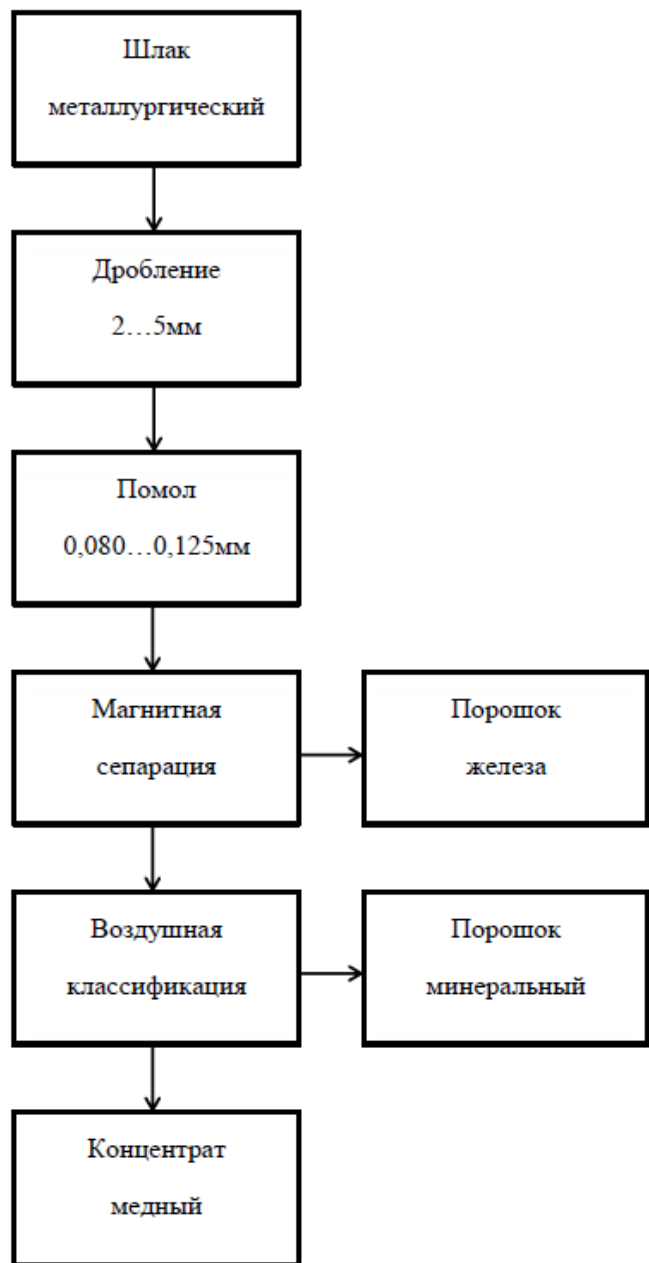 Шлак
металлургический
Дробление
2…5мм
Помол
0,080…0,125мм
Магнитная
сепарация
Порошок
железа
Воздушная
классификация
Порошок
минеральный
Концентрат
медный